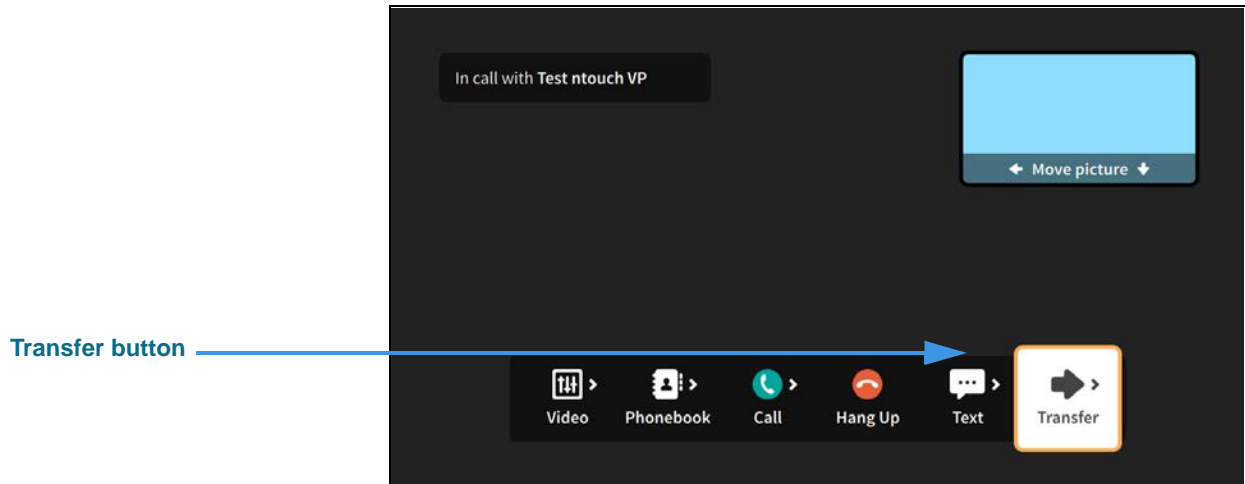 In call with Test ntouch VP
Move picture
Transfer button
Video Phonebook Call Hang Up Text Transfer